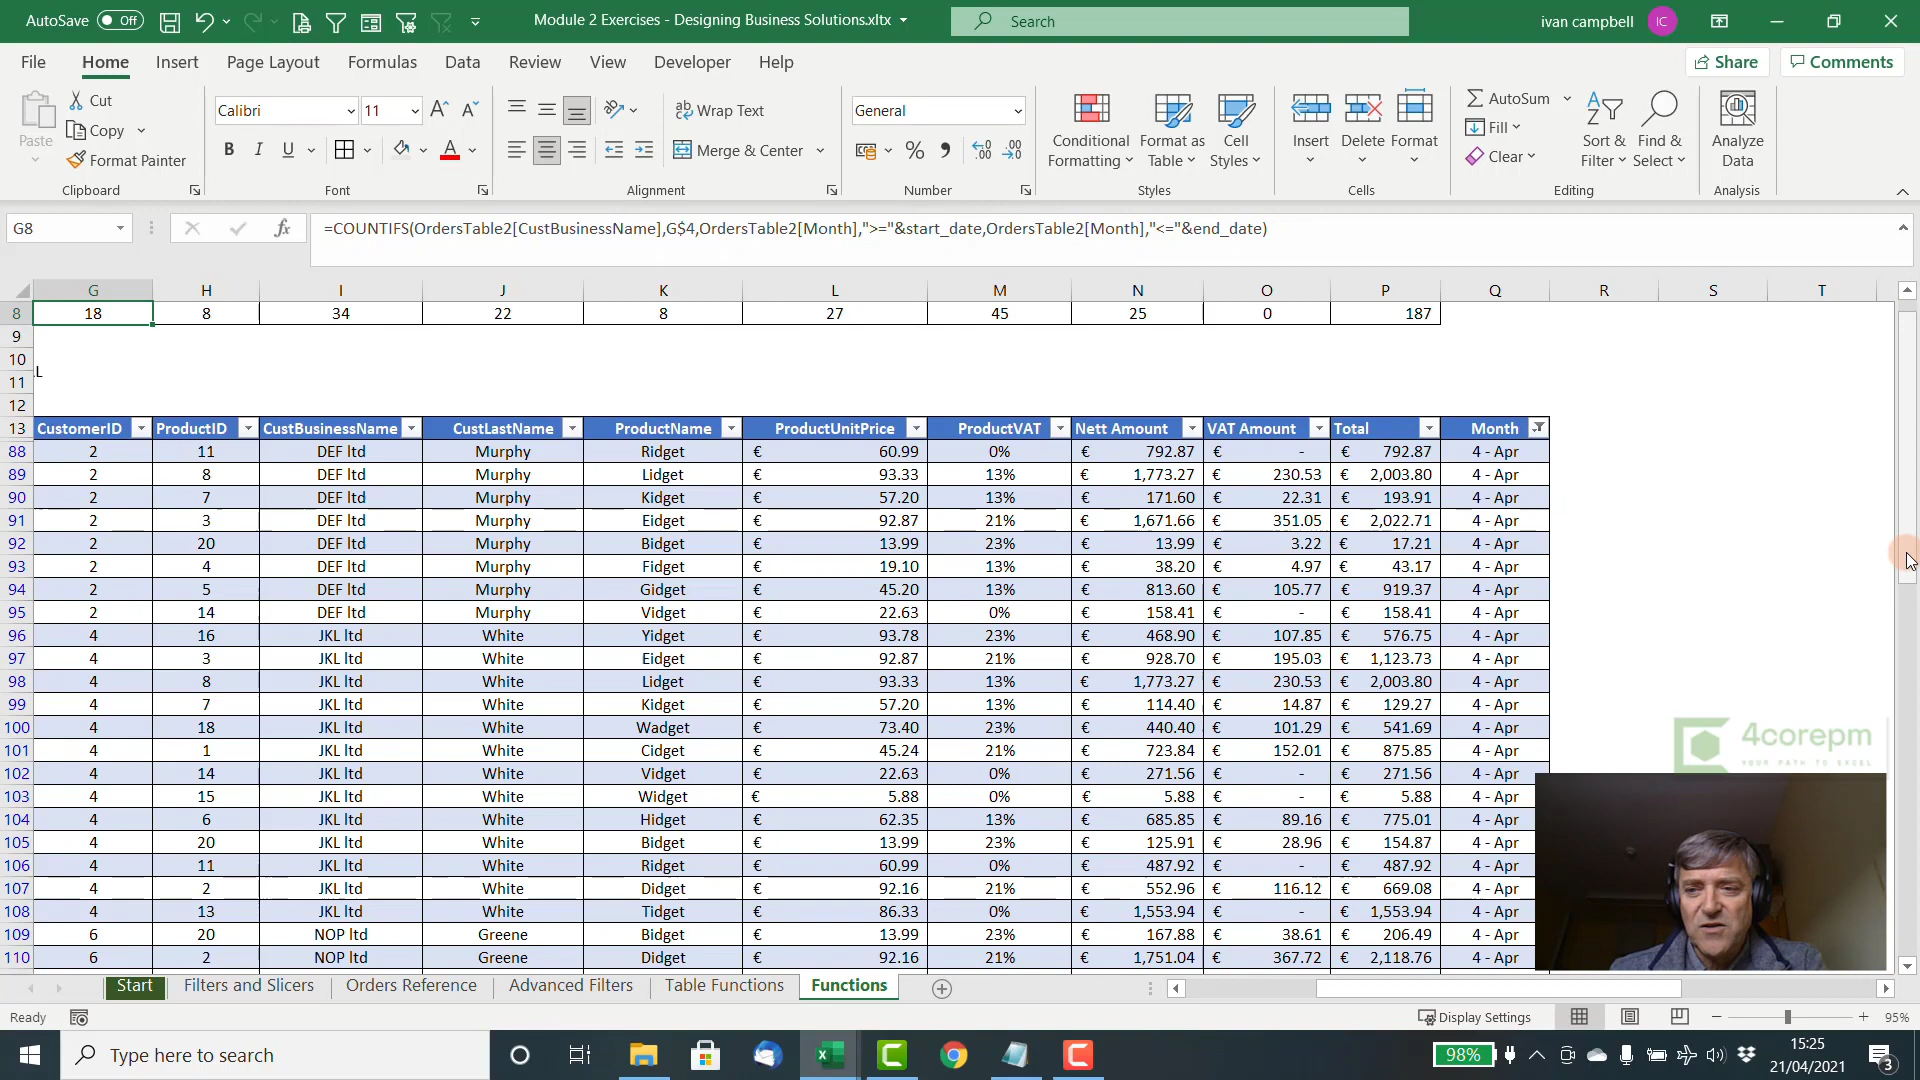 AutoSave Off Module 2 Exercises - Designing Business Solutions.xltx Search ivan campbell IC
File Home Insert Page Layout Formulas Data Review View Developer Help Share Comments
Paste Cut Copy Format Painter Clipboard
Calibri 11 B I U Font
Wrap Text Merge & Center Alignment
General % Number
Conditional Formatting Format as Table Cell Styles Styles
Insert Delete Format Cells
AutoSum Fill Clear Sort & Filter Find & Select Editing
Analyze Data Analysis
G8 fx =COUNTIFS(OrdersTable2[CustBusinessName],G$4,OrdersTable2[Month],">="&start_date,OrdersTable2[Month],"<="&end_date)
G H I J K L M N O P Q R S T
8 18 8 34 22 8 27 45 25 0 187
9
10
11 L
12
13 CustomerID ProductID CustBusinessName CustLastName ProductName ProductUnitPrice ProductVAT Nett Amount VAT Amount Total Month
88 2 11 DEF ltd Murphy Ridget € 60.99 0% € 792.87 € - € 792.87 4 - Apr
89 2 8 DEF ltd Murphy Lidget € 93.33 13% € 1,773.27 € 230.53 € 2,003.80 4 - Apr
90 2 7 DEF ltd Murphy Kidget € 57.20 13% € 171.60 € 22.31 € 193.91 4 - Apr
91 2 3 DEF ltd Murphy Eidget € 92.87 21% € 1,671.66 € 351.05 € 2,022.71 4 - Apr
92 2 20 DEF ltd Murphy Bidget € 13.99 23% € 13.99 € 3.22 € 17.21 4 - Apr
93 2 4 DEF ltd Murphy Fidget € 19.10 13% € 38.20 € 4.97 € 43.17 4 - Apr
94 2 5 DEF ltd Murphy Gidget € 45.20 13% € 813.60 € 105.77 € 919.37 4 - Apr
95 2 14 DEF ltd Murphy Vidget € 22.63 0% € 158.41 € - € 158.41 4 - Apr
96 4 16 JKL ltd White Yidget € 93.78 23% € 468.90 € 107.85 € 576.75 4 - Apr
97 4 3 JKL ltd White Eidget € 92.87 21% € 928.70 € 195.03 € 1,123.73 4 - Apr
98 4 8 JKL ltd White Lidget € 93.33 13% € 1,773.27 € 230.53 € 2,003.80 4 - Apr
99 4 7 JKL ltd White Kidget € 57.20 13% € 114.40 € 14.87 € 129.27 4 - Apr
100 4 18 JKL ltd White Wadget € 73.40 23% € 440.40 € 101.29 € 541.69 4 - Apr
101 4 1 JKL ltd White Cidget € 45.24 21% € 723.84 € 152.01 € 875.85 4 - Apr
102 4 14 JKL ltd White Vidget € 22.63 0% € 271.56 € - € 271.56 4 - Apr
103 4 15 JKL ltd White Widget € 5.88 0% € 5.88 € - € 5.88 4 - Apr
104 4 6 JKL ltd White Hidget € 62.35 13% € 685.85 € 89.16 € 775.01 4 - Apr
105 4 20 JKL ltd White Bidget € 13.99 23% € 125.91 € 28.96 € 154.87 4 - Apr
106 4 11 JKL ltd White Ridget € 60.99 0% € 487.92 € - € 487.92 4 - Apr
107 4 2 JKL ltd White Didget € 92.16 21% € 552.96 € 116.12 € 669.08 4 - Apr
108 4 13 JKL ltd White Tidget € 86.33 0% € 1,553.94 € - € 1,553.94 4 - Apr
109 6 20 NOP ltd Greene Bidget € 13.99 23% € 167.88 € 38.61 € 206.49 4 - Apr
110 6 2 NOP ltd Greene Didget € 92.16 21% € 1,751.04 € 367.72 € 2,118.76 4 - Apr
4corepm
YOUR PATH TO EXCEL
Start Filters and Slicers Orders Reference Advanced Filters Table Functions Functions
Ready Display Settings 95%
Type here to search 98% 15:25
21/04/2021 3